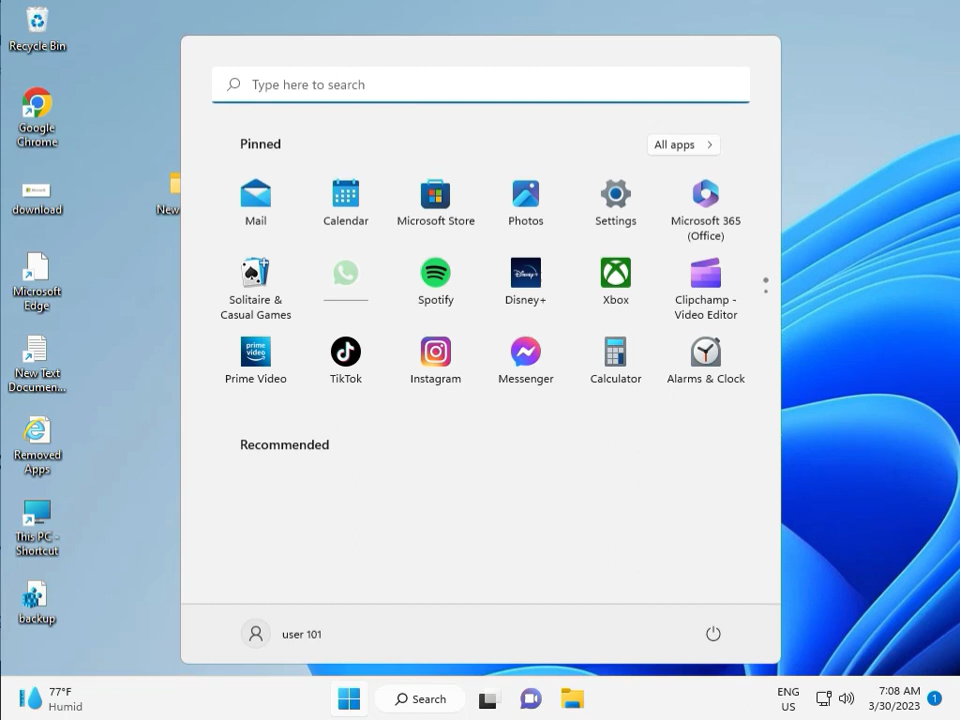 Recycle Bin
Google
Chrome
download
New
Microsoft
Edge
New Text
Documen...
Removed
Apps
This PC -
Shortcut
backup
Type here to search
Pinned
All apps
Mail
Calendar
Microsoft Store
Photos
Settings
Microsoft 365
(Office)
Solitaire &
Casual Games
Spotify
Disney+
Disney+
Xbox
Clipchamp -
Video Editor
prime
video
Prime Video
TikTok
Instagram
Messenger
Calculator
Alarms & Clock
Recommended
user 101
77°F
Humid
Search
ENG
US
7:08 AM
3/30/2023
1